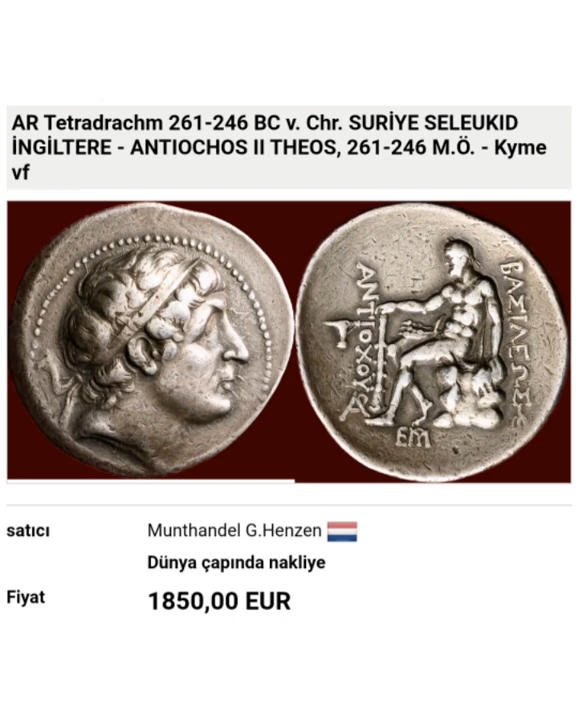 AR Tetradrachm 261-246 BC v. Chr. SURİYE SELEUKID
İNGİLTERE - ANTIOCHOS II THEOS, 261-246 M.Ö. - Kyme
vf
ΒΑΣΙΛΕΩΣ
ΑΝΤΙΟΧΟΥ
EM
satıcı Munthandel G.Henzen
Dünya çapında nakliye
Fiyat 1850,00 EUR